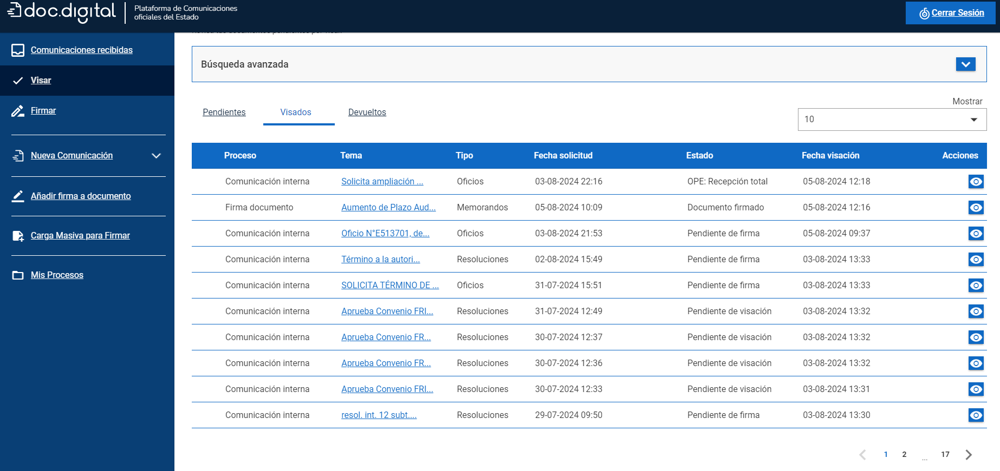 doc.digital
Plataforma de Comunicaciones
oficiales del Estado
Cerrar Sesión
Comunicaciones recibidas
Visar
Firmar
Nueva Comunicación
Añadir firma a documento
Carga Masiva para Firmar
Mis Procesos
Búsqueda avanzada
Mostrar
Pendientes Visados Devueltos
10
Proceso Tema Tipo Fecha solicitud Estado Fecha visación Acciones
Comunicación interna Solicita ampliación ... Oficios 03-08-2024 22:16 OPE: Recepción total 05-08-2024 12:18
Firma documento Aumento de Plazo Aud... Memorandos 05-08-2024 10:09 Documento firmado 05-08-2024 12:16
Comunicación interna Oficio N°E513701, de... Oficios 03-08-2024 21:53 Pendiente de firma 05-08-2024 09:37
Comunicación interna Término a la autori... Resoluciones 02-08-2024 15:49 Pendiente de firma 03-08-2024 13:33
Comunicación interna SOLICITA TÉRMINO DE ... Oficios 31-07-2024 15:51 Pendiente de firma 03-08-2024 13:33
Comunicación interna Aprueba Convenio FRI... Resoluciones 31-07-2024 12:49 Pendiente de visación 03-08-2024 13:32
Comunicación interna Aprueba Convenio FR... Resoluciones 30-07-2024 12:37 Pendiente de visación 03-08-2024 13:32
Comunicación interna Aprueba Convenio FR... Resoluciones 30-07-2024 12:36 Pendiente de visación 03-08-2024 13:32
Comunicación interna Aprueba Convenio FRI... Resoluciones 30-07-2024 12:33 Pendiente de visación 03-08-2024 13:31
Comunicación interna resol. int. 12 subt.... Resoluciones 29-07-2024 09:50 Pendiente de firma 03-08-2024 13:30
1 2 ... 17